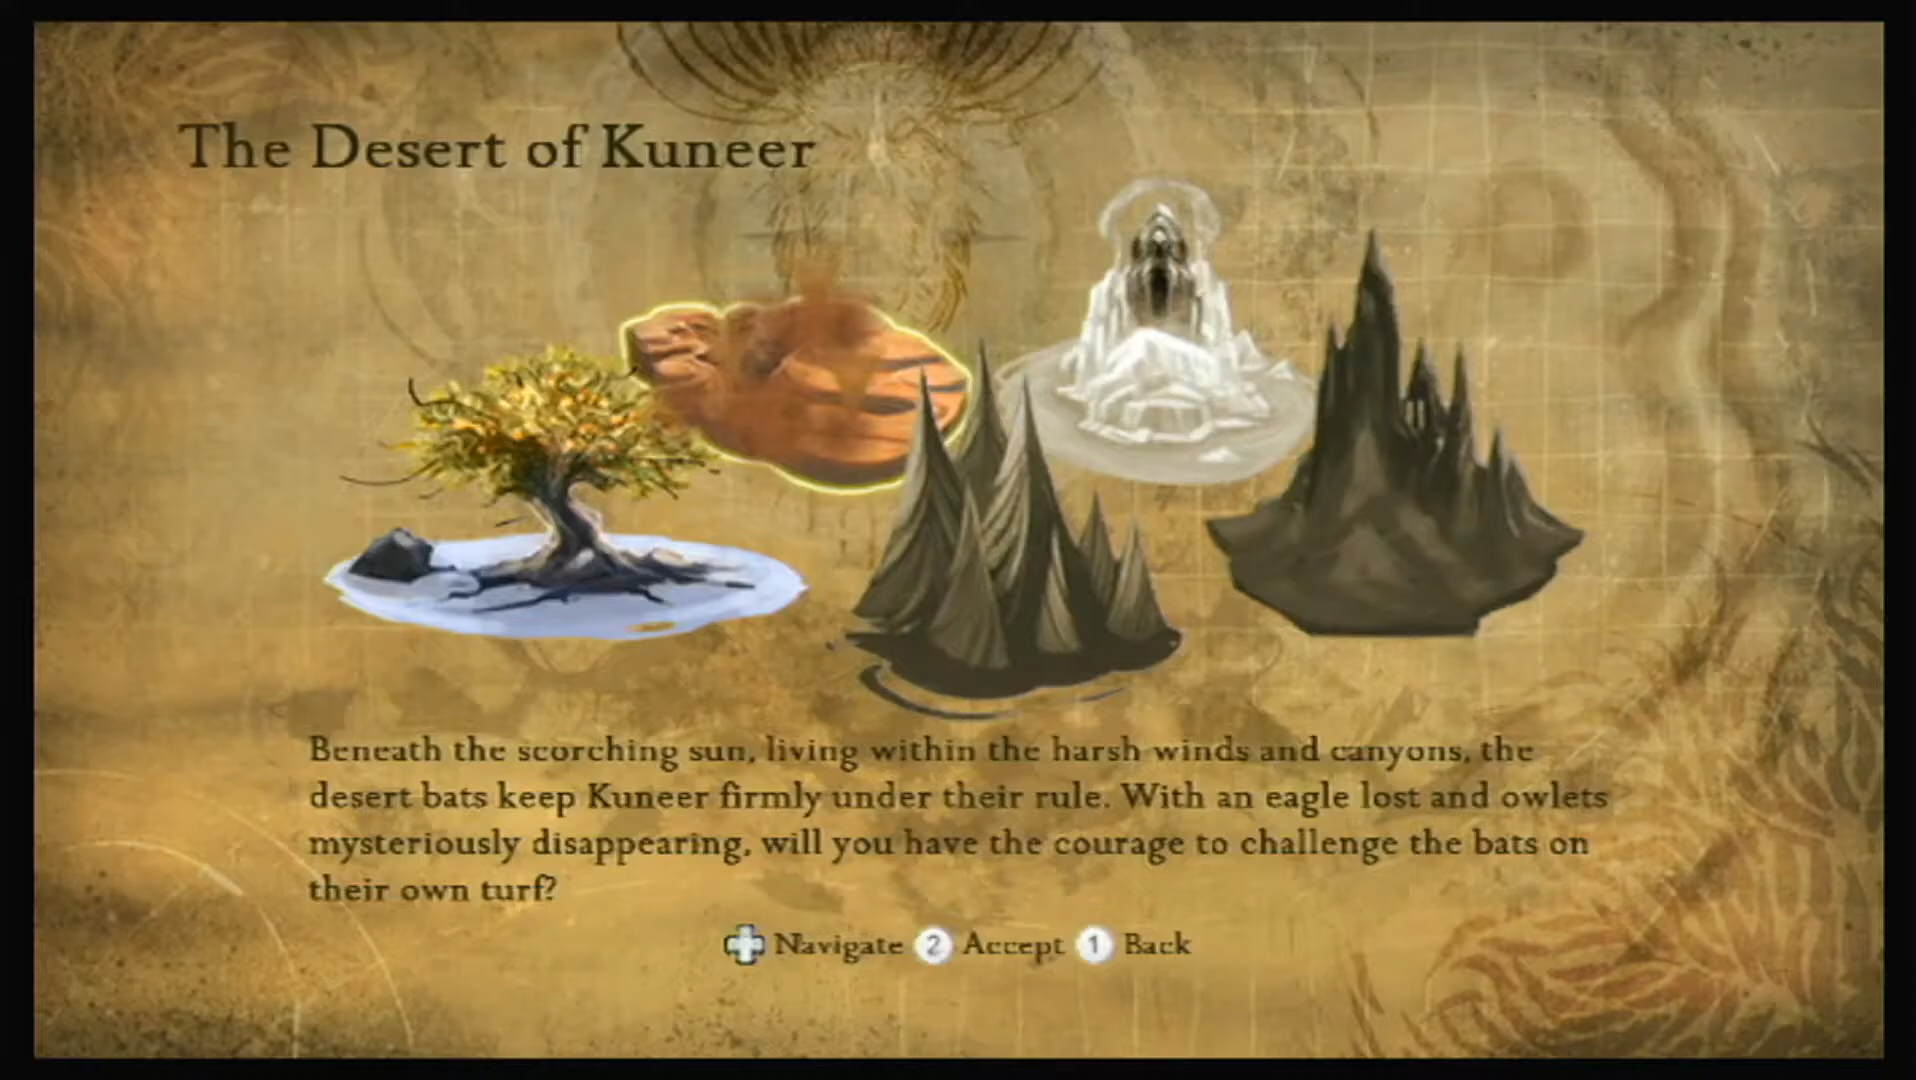 The Desert of Kuneer
Beneath the scorching sun, living within the harsh winds and canyons, the
desert bats keep Kuneer firmly under their rule. With an eagle lost and owlets
mysteriously disappearing, will you have the courage to challenge the bats on
their own turf?
Navigate 2 Accept 1 Back